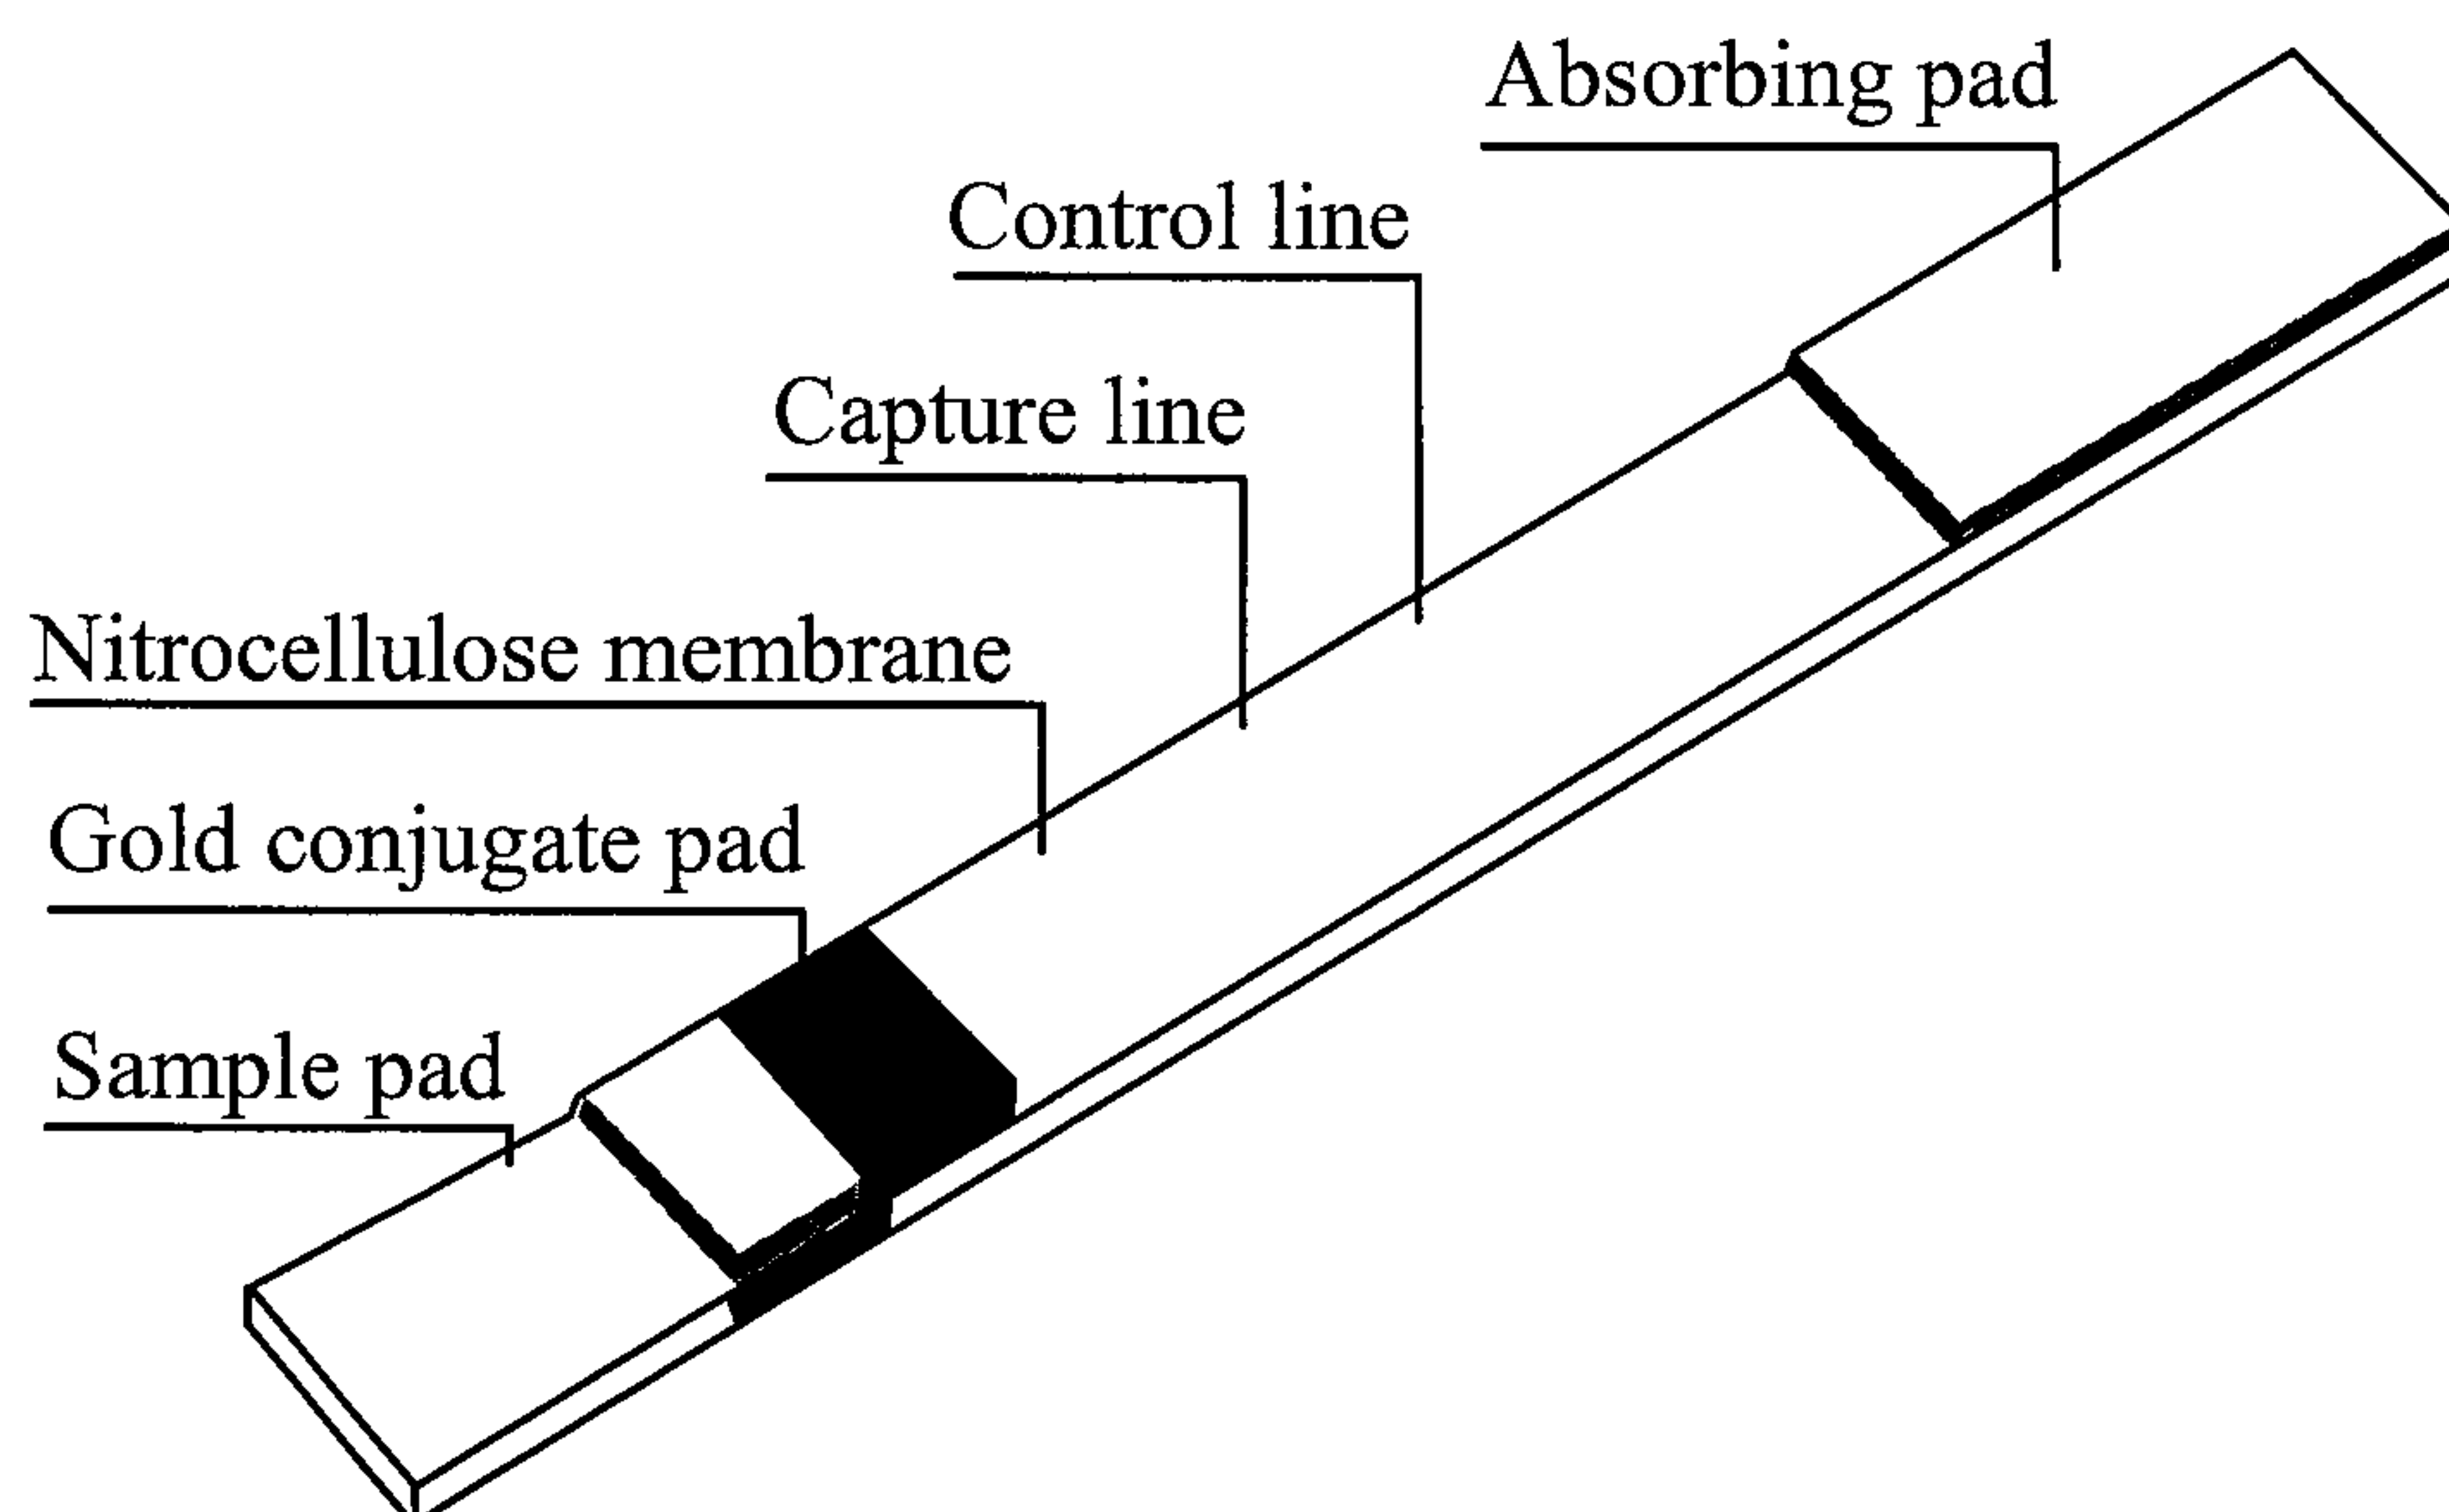 Absorbing pad
Control line
Capture line
Nitrocellulose membrane
Gold conjugate pad
Sample pad